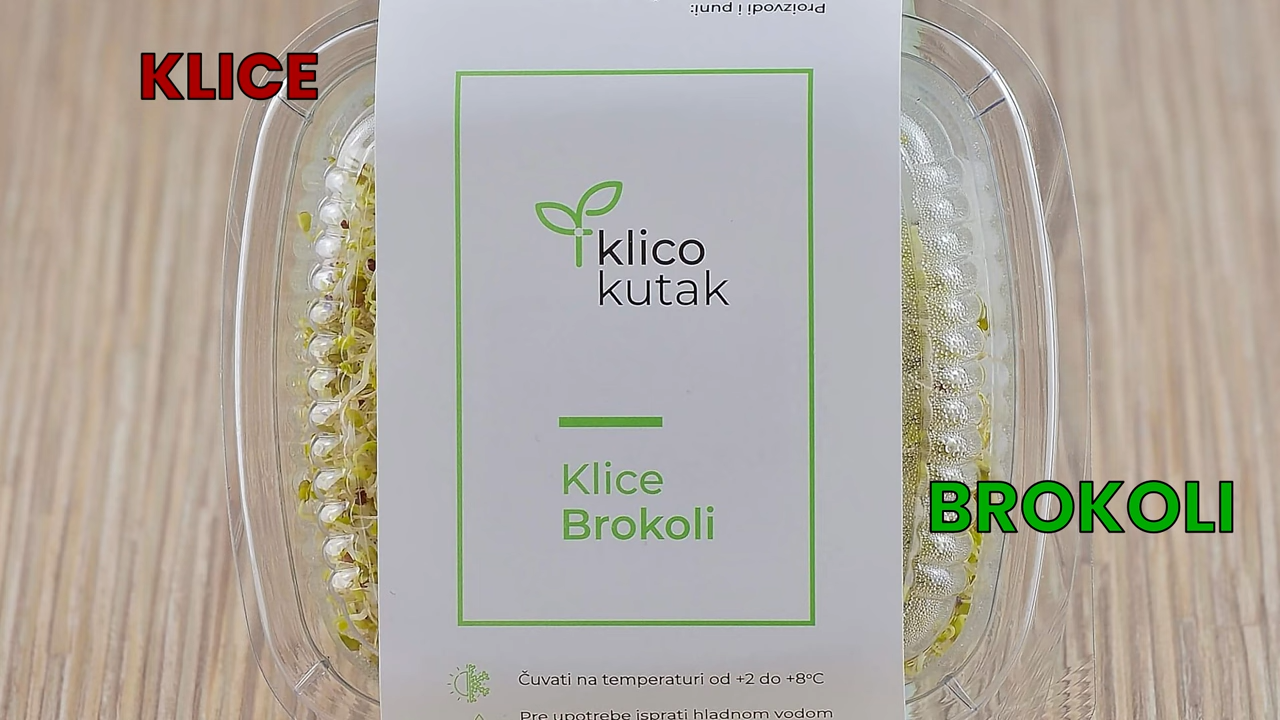 Proizvodi i puni:
KLICE
klico
kutak
Klice
Brokoli
BROKOLI
Čuvati na temperaturi od +2 do +8°C
Pre upotrebe isprati hladnom vodom